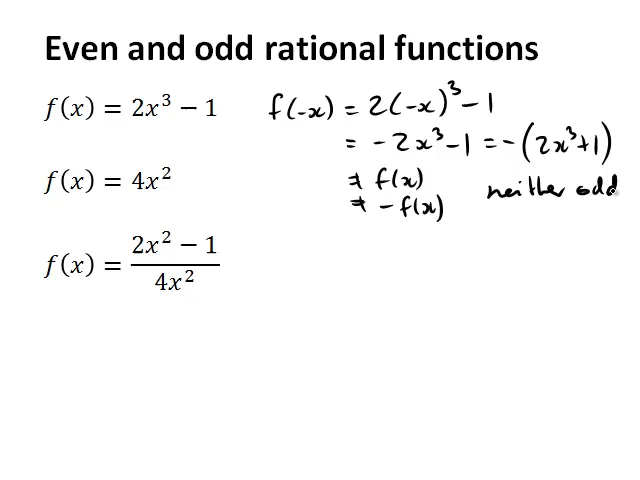 Even and odd rational functions
f(x) = 2x³ − 1 f(-x) = 2(-x)³ - 1
= - 2x³ - 1 = - (2x³+1)
f(x) = 4x² ≠ f(x) neither odd
≠ - f(x)
f(x) = (2x² − 1)/(4x²)